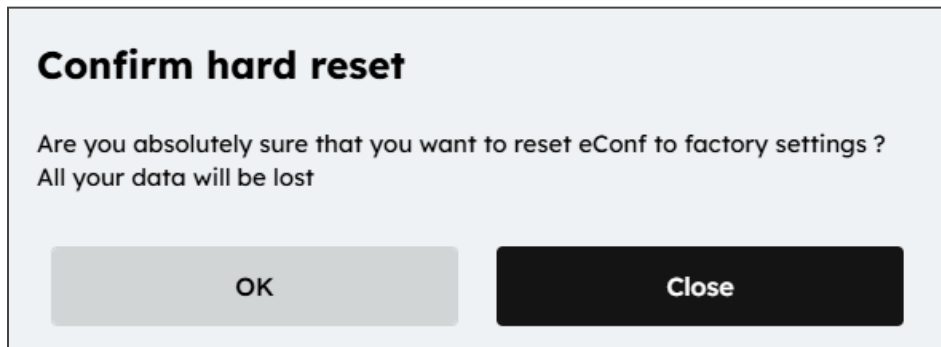 Confirm hard reset
Are you absolutely sure that you want to reset eConf to factory settings ?
All your data will be lost
OK
Close